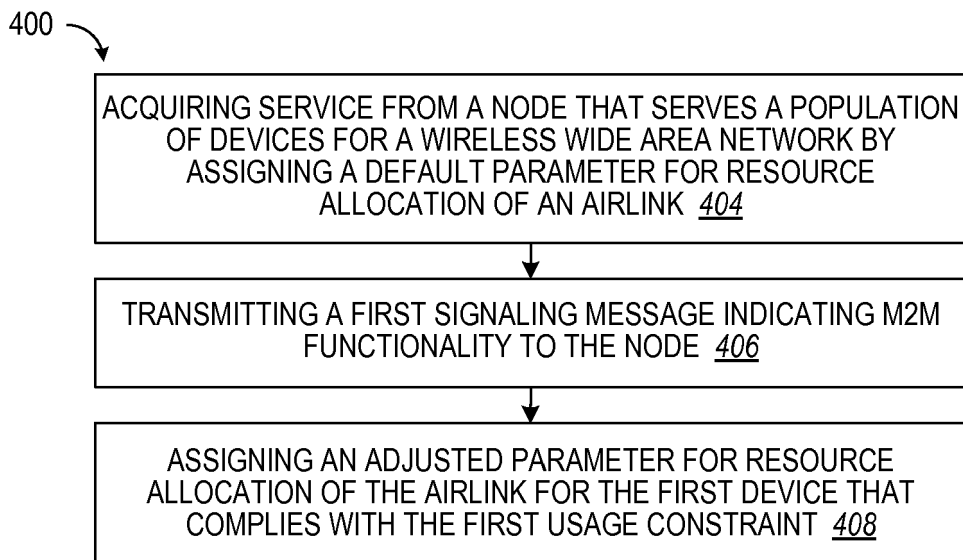 400
ACQUIRING SERVICE FROM A NODE THAT SERVES A POPULATION
OF DEVICES FOR A WIRELESS WIDE AREA NETWORK BY
ASSIGNING A DEFAULT PARAMETER FOR RESOURCE
ALLOCATION OF AN AIRLINK 404
TRANSMITTING A FIRST SIGNALING MESSAGE INDICATING M2M
FUNCTIONALITY TO THE NODE 406
ASSIGNING AN ADJUSTED PARAMETER FOR RESOURCE
ALLOCATION OF THE AIRLINK FOR THE FIRST DEVICE THAT
COMPLIES WITH THE FIRST USAGE CONSTRAINT 408